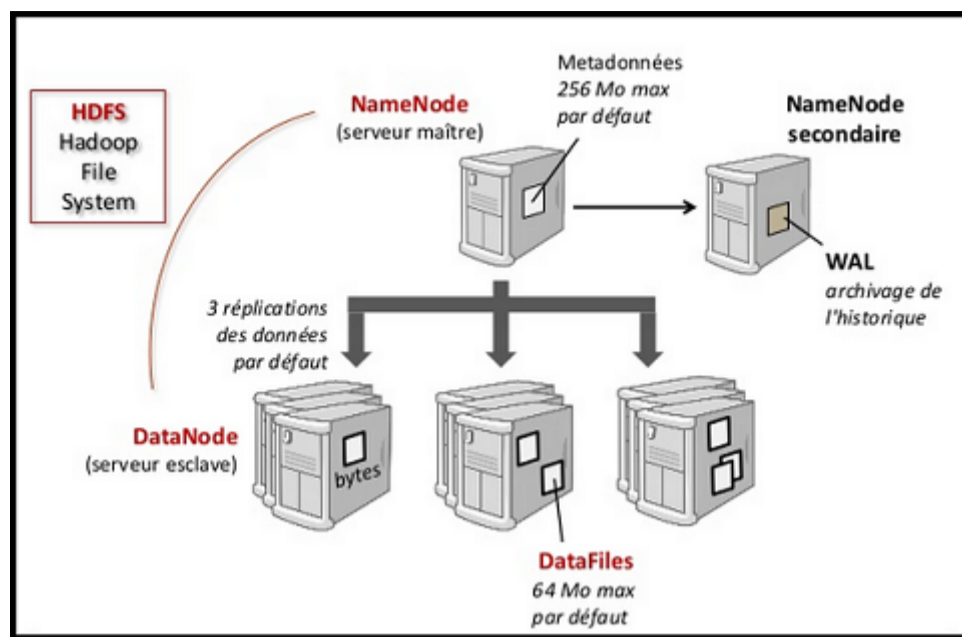 HDFS
Hadoop
File
System
NameNode
(serveur maître)
Metadonnées
256 Mo max
par défaut
NameNode
secondaire
WAL
archivage de
l'historique
3 réplications
des données
par défaut
DataNode
(serveur esclave)
bytes
DataFiles
64 Mo max
par défaut